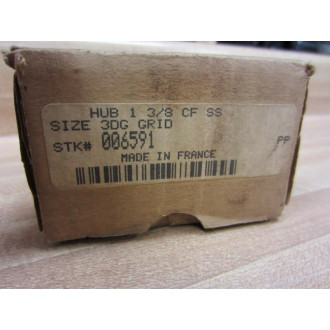 HUB 1 3/8 CF SS
SIZE 3DG GRID
STK# 006591 PP
MADE IN FRANCE